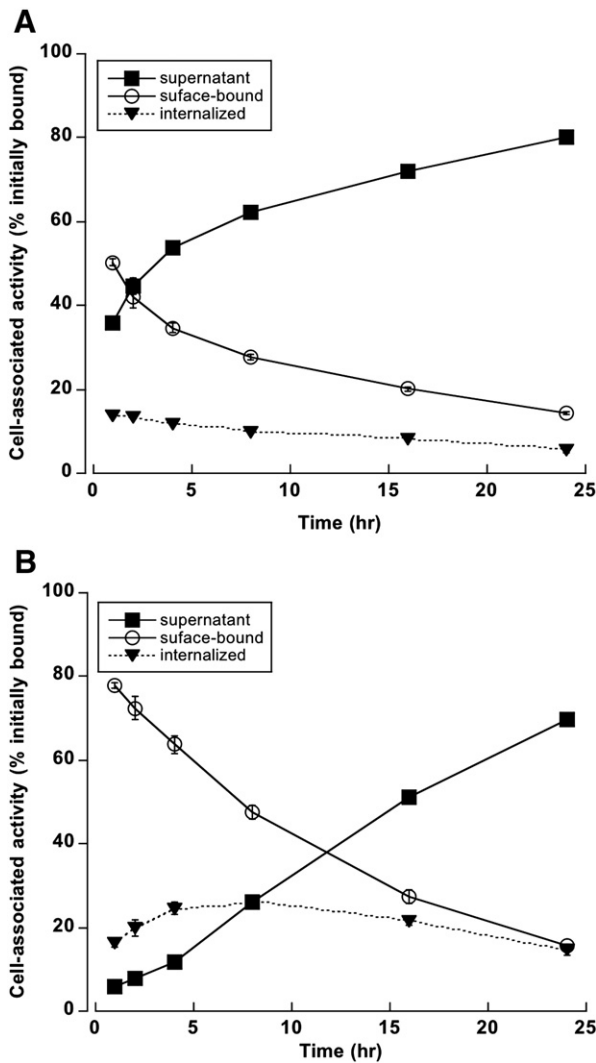 A
Cell-associated activity (% initially bound)
100
80
60
40
20
0
supernatant
suface-bound
internalized
0 5 10 15 20 25
Time (hr)
B
Cell-associated activity (% initially bound)
100
80
60
40
20
0
supernatant
suface-bound
internalized
0 5 10 15 20 25
Time (hr)